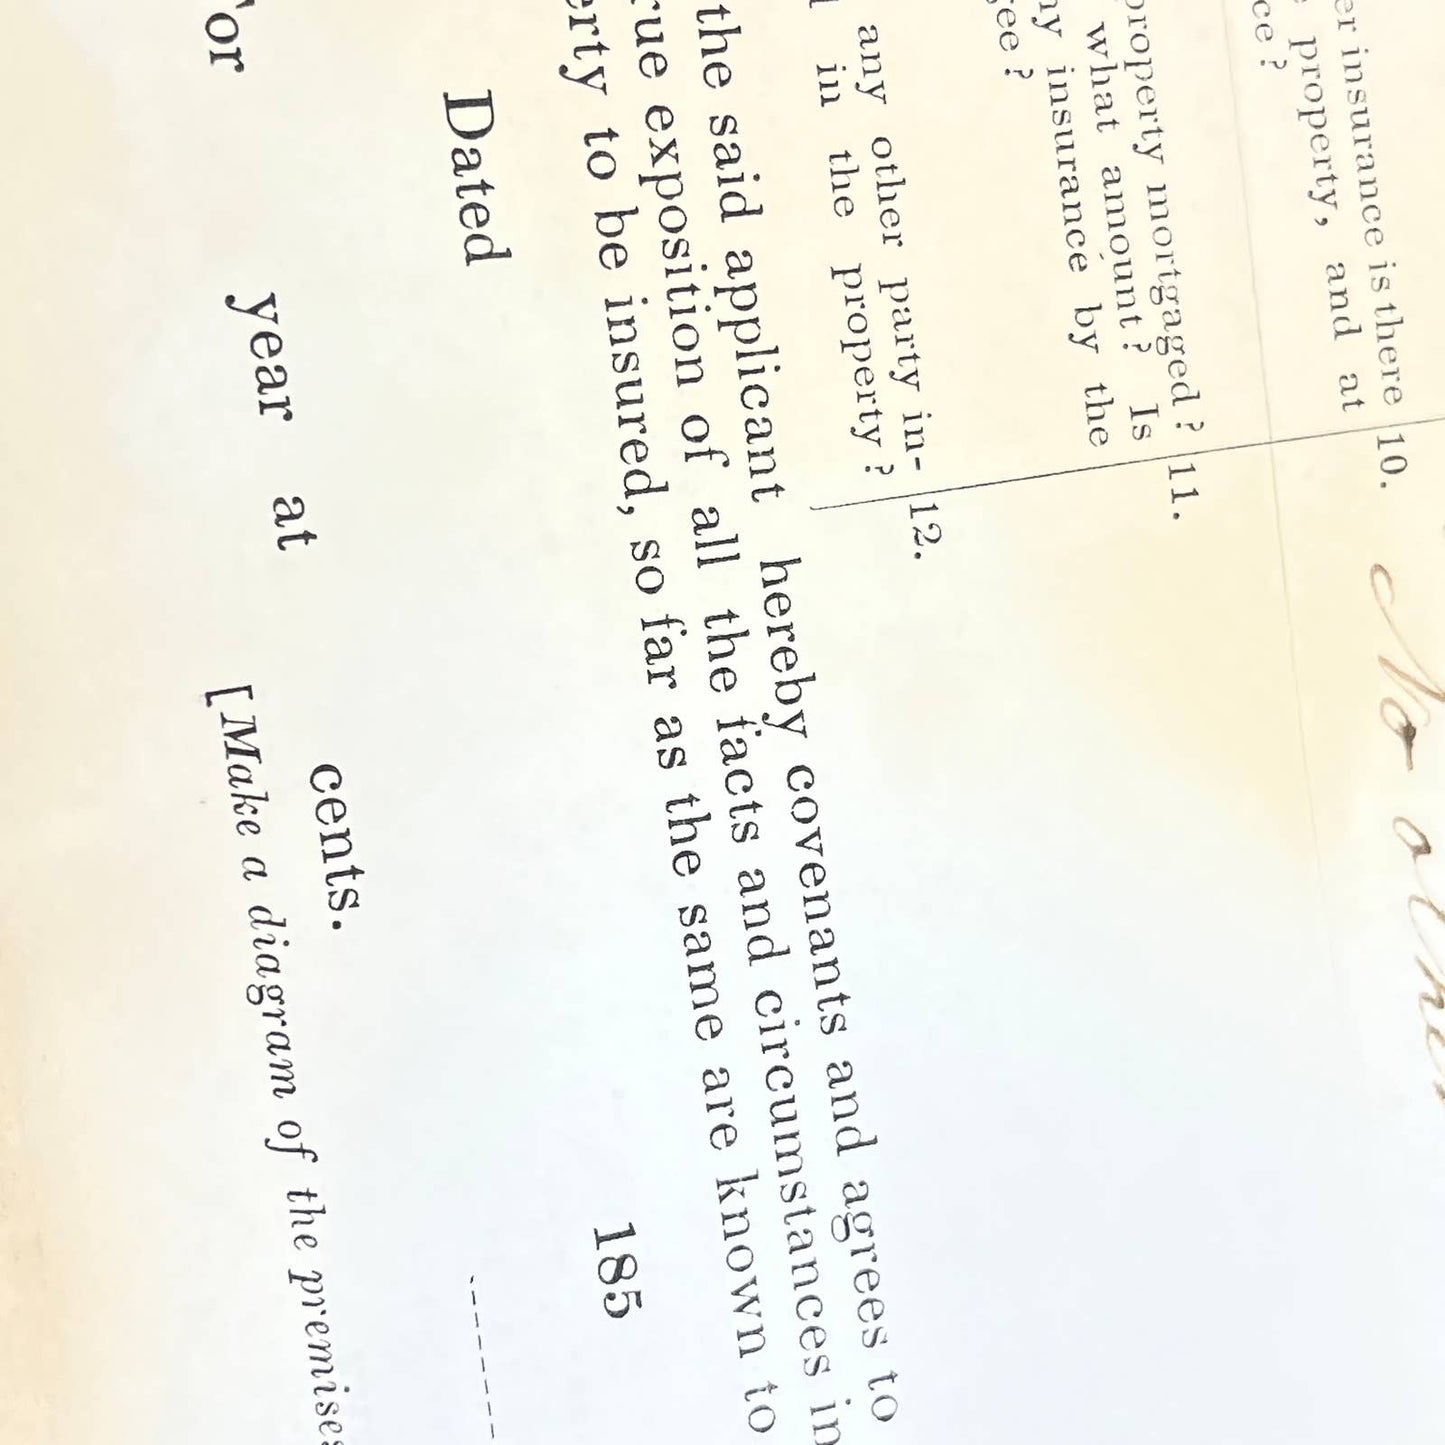 er insurance is there 10. No other
property, and at
ce?
property mortgaged? 11.
what amount? Is
insurance by the
ee?
any other party in- 12.
in the property?
the said applicant hereby covenants and agrees to
rue exposition of all the facts and circumstances in
erty to be insured, so far as the same are known to
Dated 185
For year at cents.
[Make a diagram of the premises